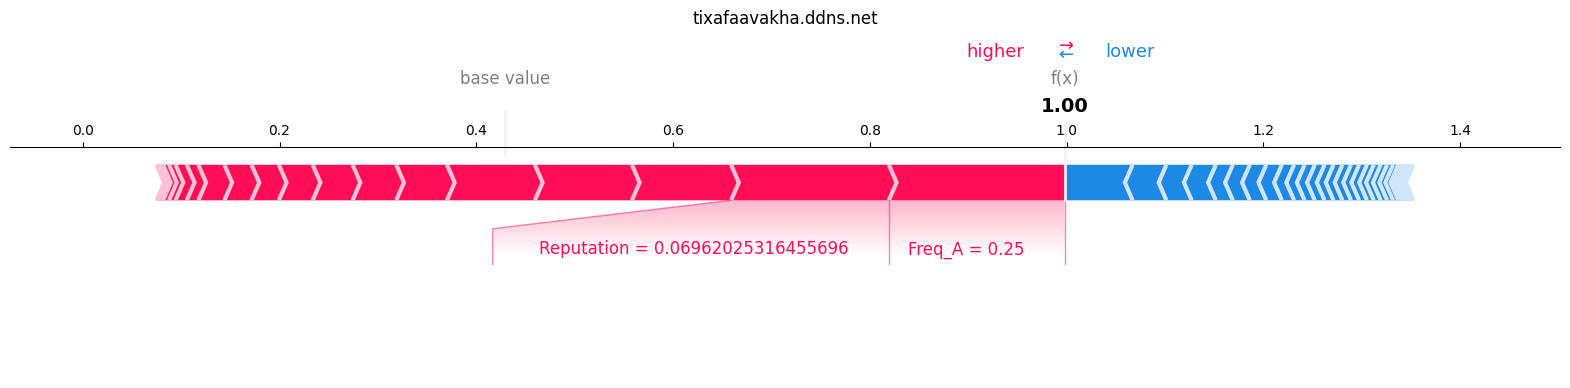 tixafaavakha.ddns.net
higher ⇄ lower
base value f(x)
1.00
0.0 0.2 0.4 0.6 0.8 1.0 1.2 1.4
Reputation = 0.06962025316455696 Freq_A = 0.25